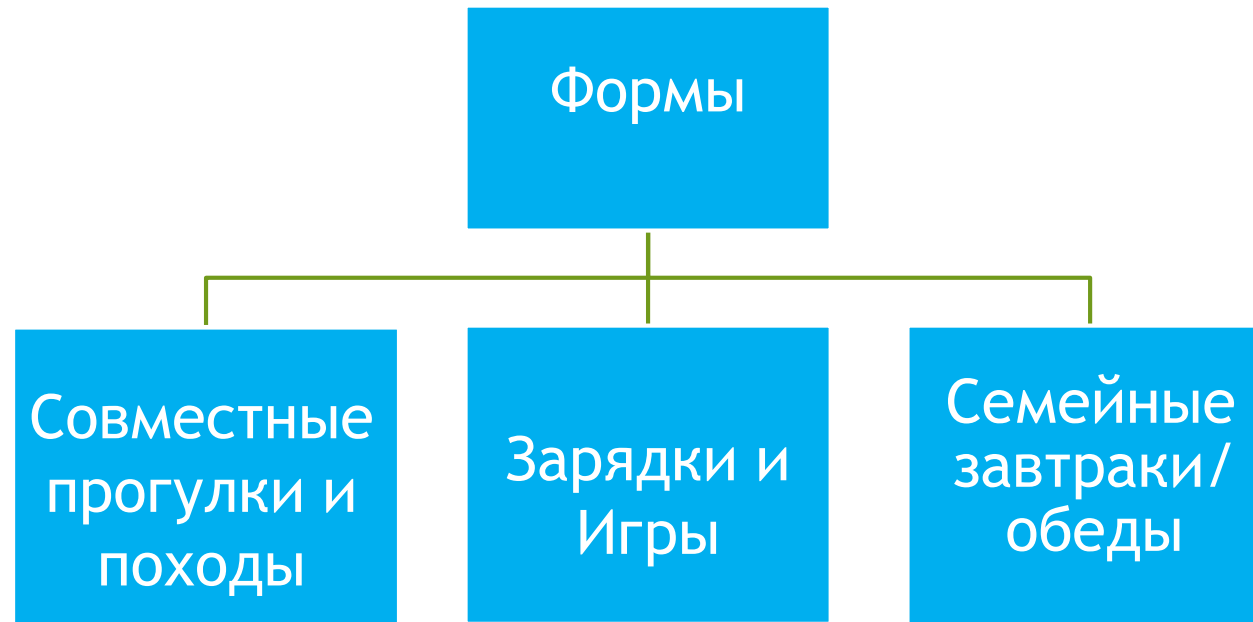 Формы
Совместные
прогулки и
походы
Зарядки и
Игры
Семейные
завтраки/
обеды